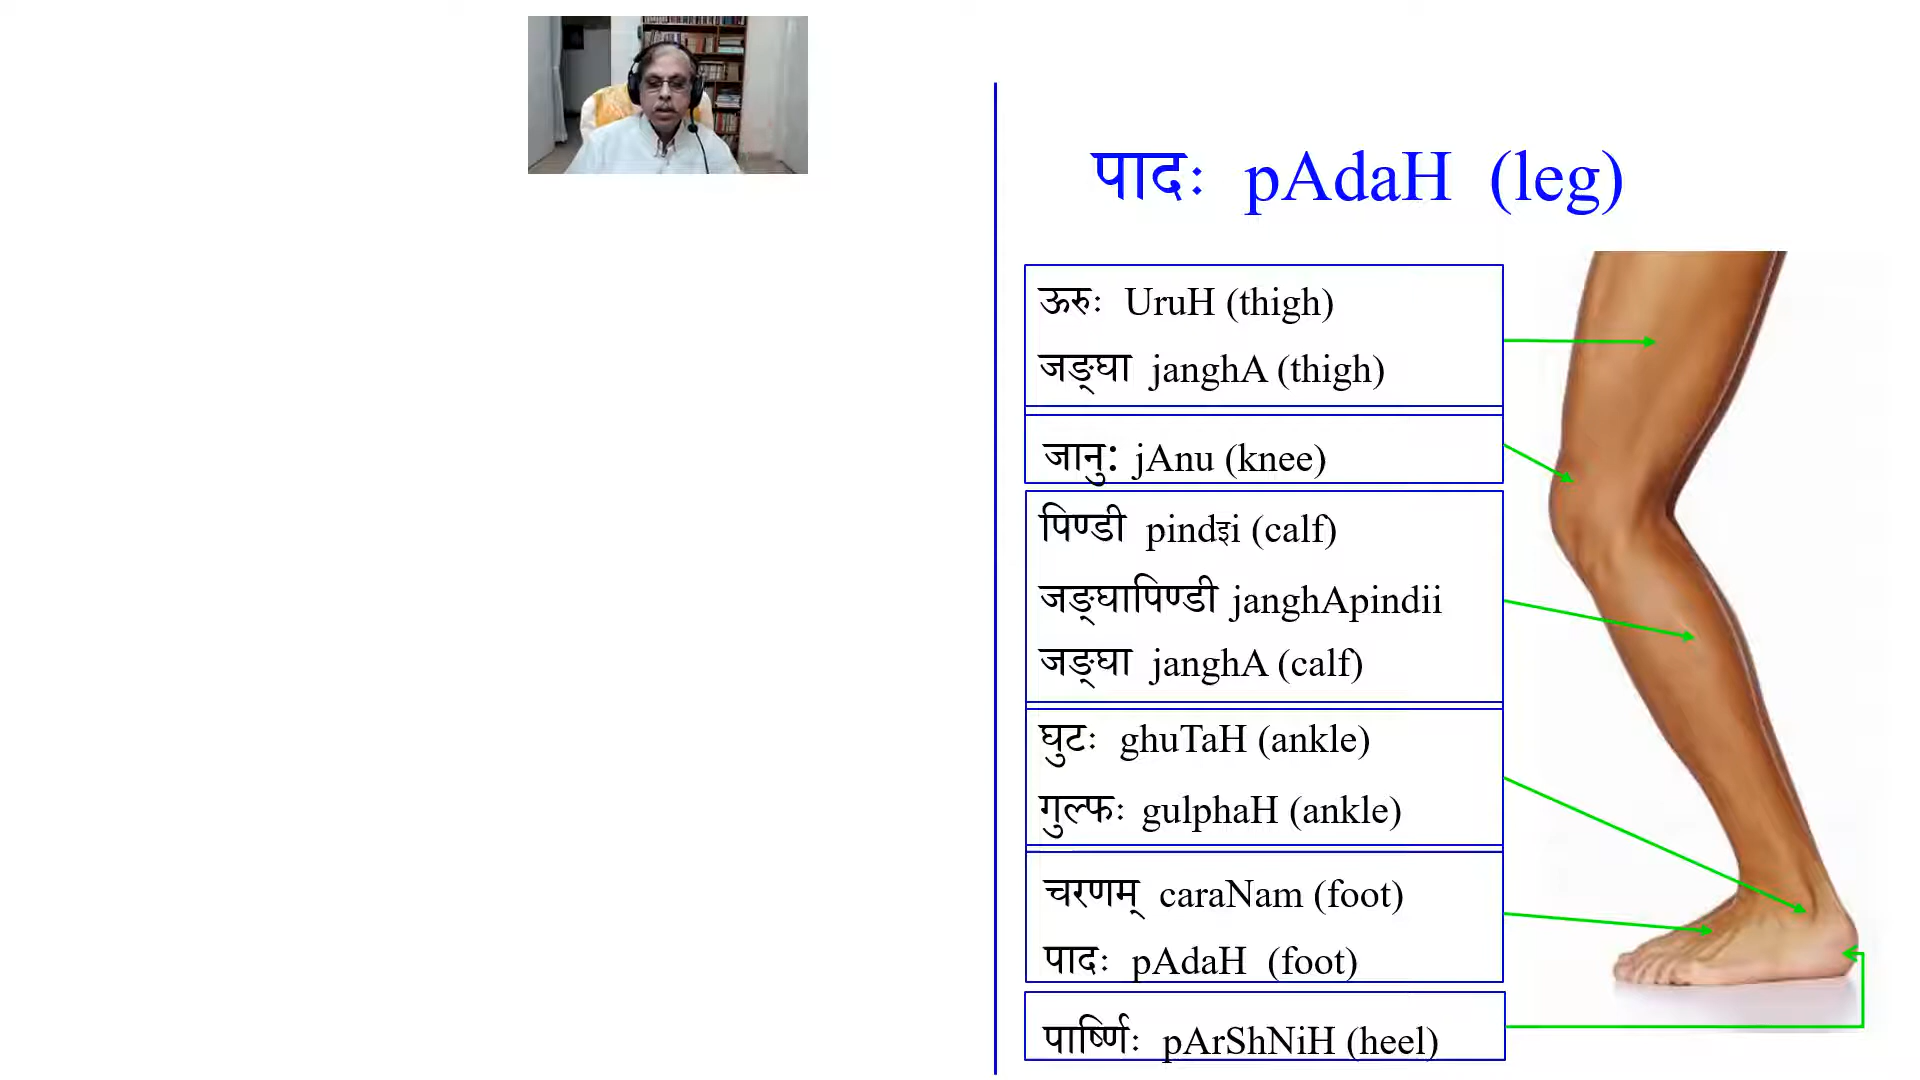 पादः pAdaH (leg)
ऊरुः UruH (thigh)
जङ्घा janghA (thigh)
जानु: jAnu (knee)
पिण्डी pindइi (calf)
जङ्घापिण्डी janghApindii
जङ्घा janghA (calf)
घुटः ghuTaH (ankle)
गुल्फः gulphaH (ankle)
चरणम् caraNam (foot)
पादः pAdaH (foot)
पार्ष्णिः pArShNiH (heel)